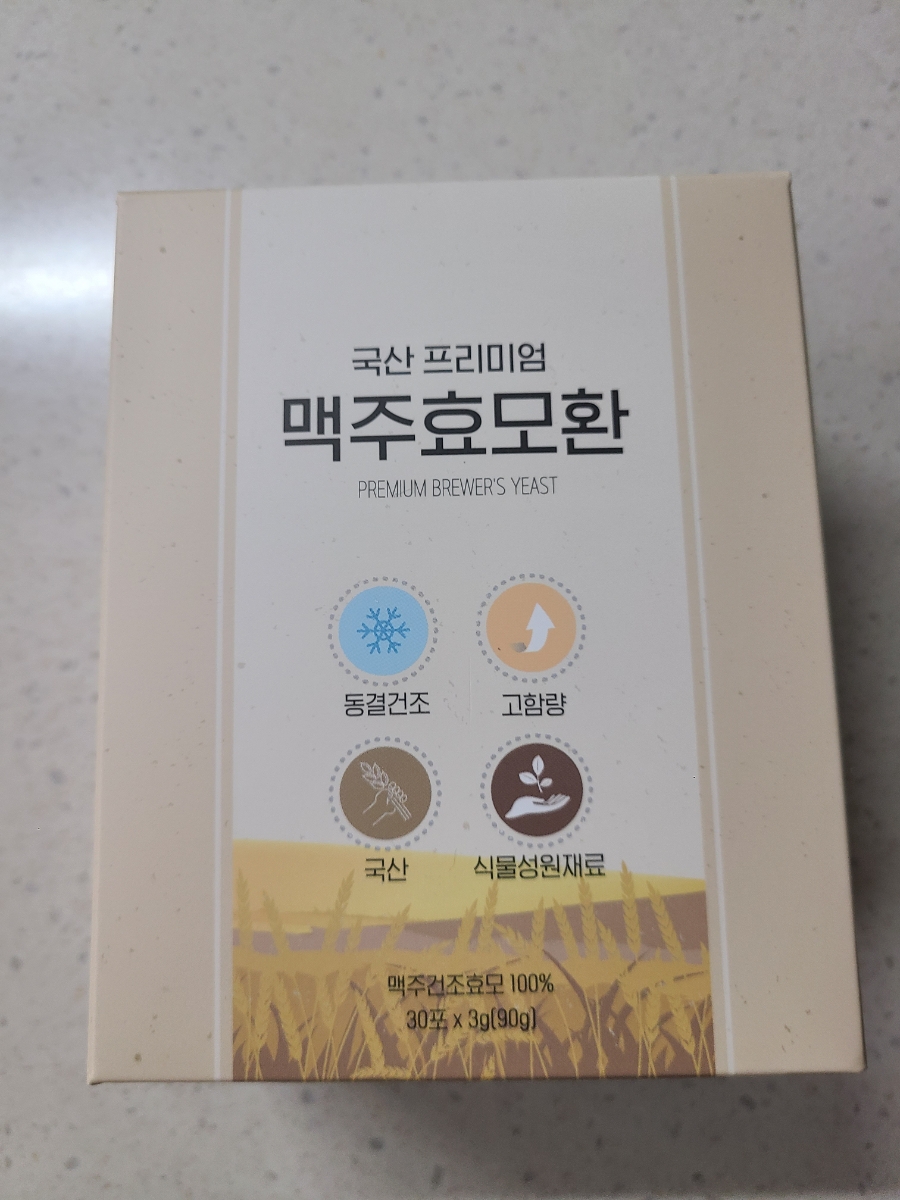 국산 프리미엄
맥주효모환
PREMIUM BREWER'S YEAST
동결건조 고함량
국산 식물성원재료
맥주건조효모 100%
30포 x 3g(90g)